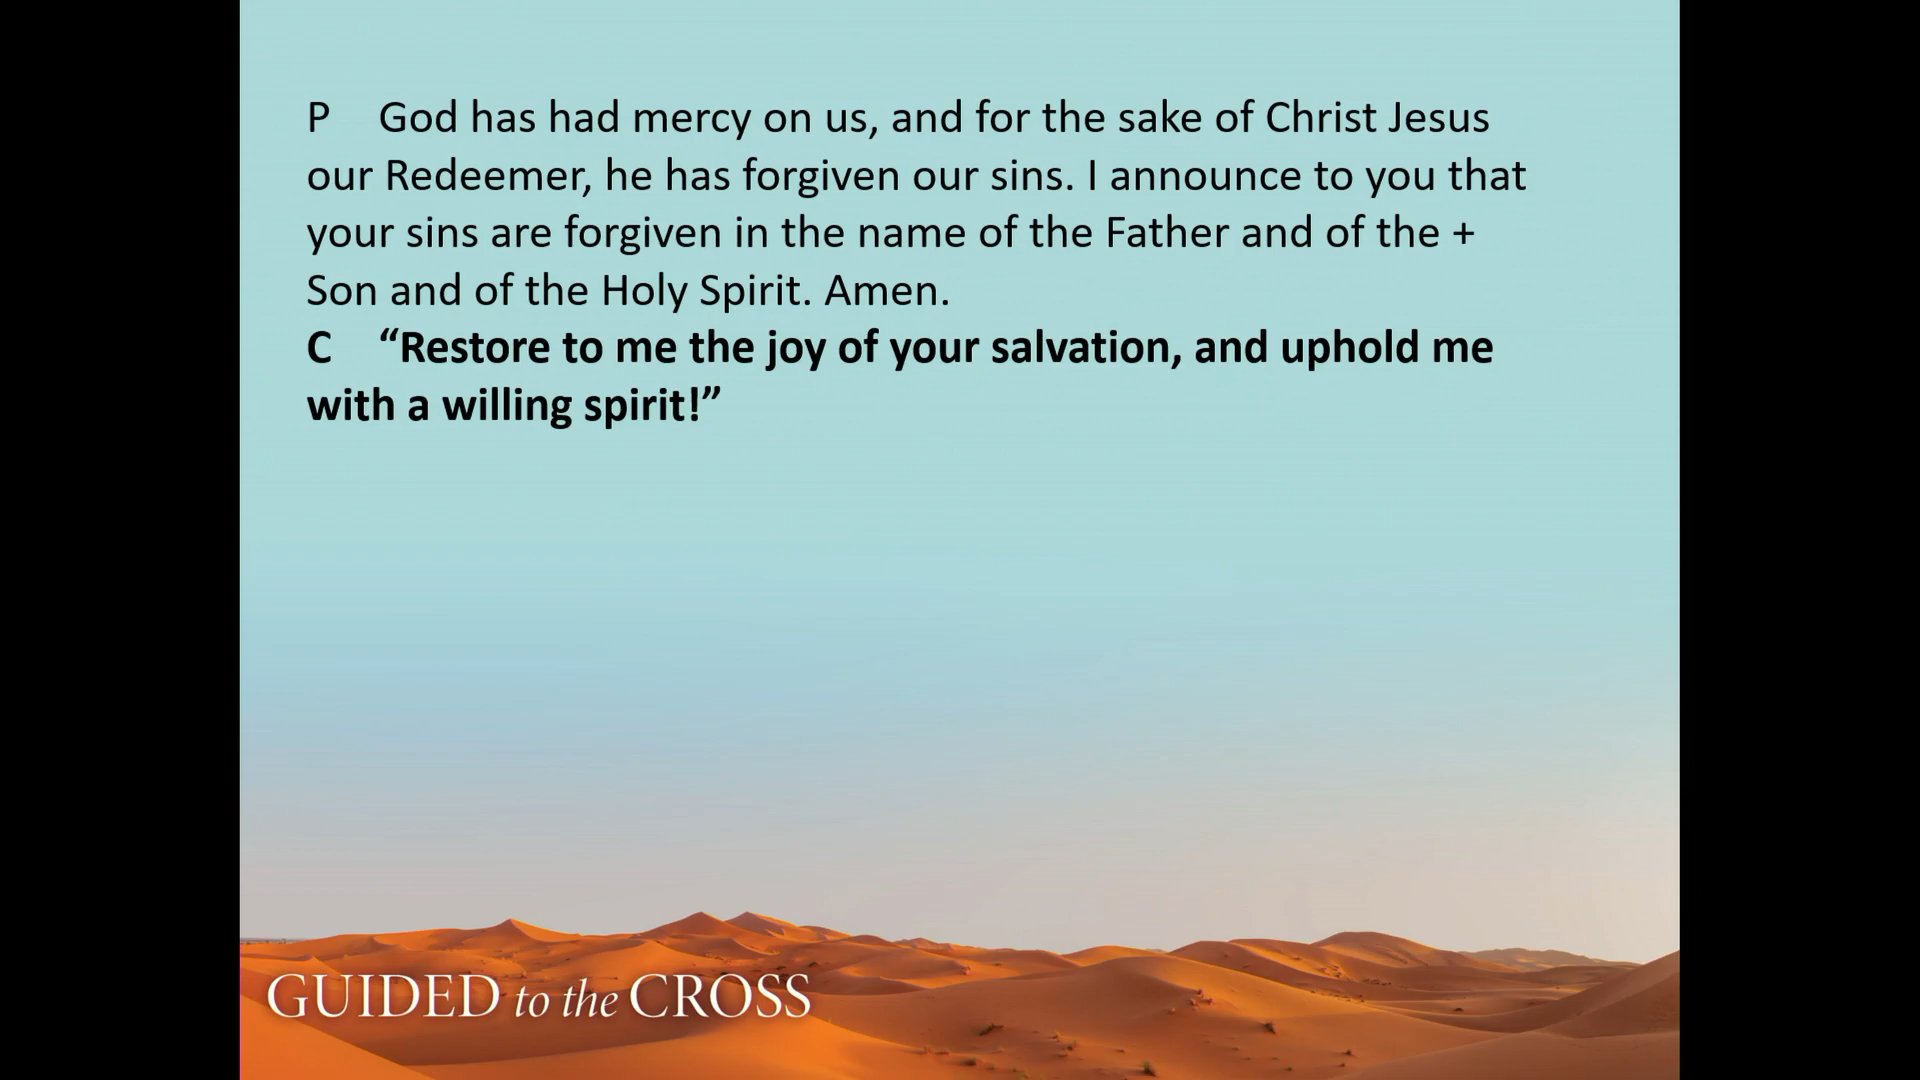 P God has had mercy on us, and for the sake of Christ Jesus
our Redeemer, he has forgiven our sins. I announce to you that
your sins are forgiven in the name of the Father and of the +
Son and of the Holy Spirit. Amen.
C “Restore to me the joy of your salvation, and uphold me
with a willing spirit!”
GUIDED to the CROSS